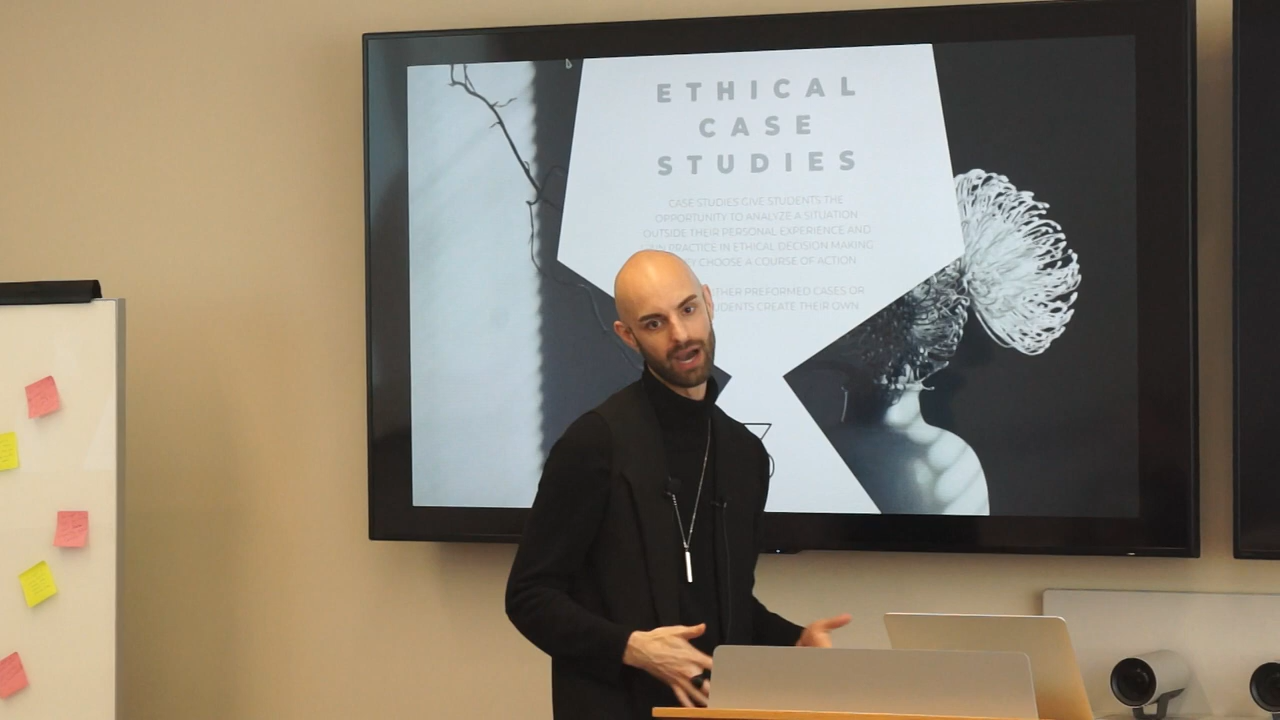 ETHICAL
CASE
STUDIES
CASE STUDIES GIVE STUDENTS THE
OPPORTUNITY TO ANALYZE A SITUATION
OUTSIDE THEIR PERSONAL EXPERIENCE AND
PRACTICE IN ETHICAL DECISION MAKING
CHOOSE A COURSE OF ACTION.
PREFORMED CASES OR
CREATE THEIR OWN